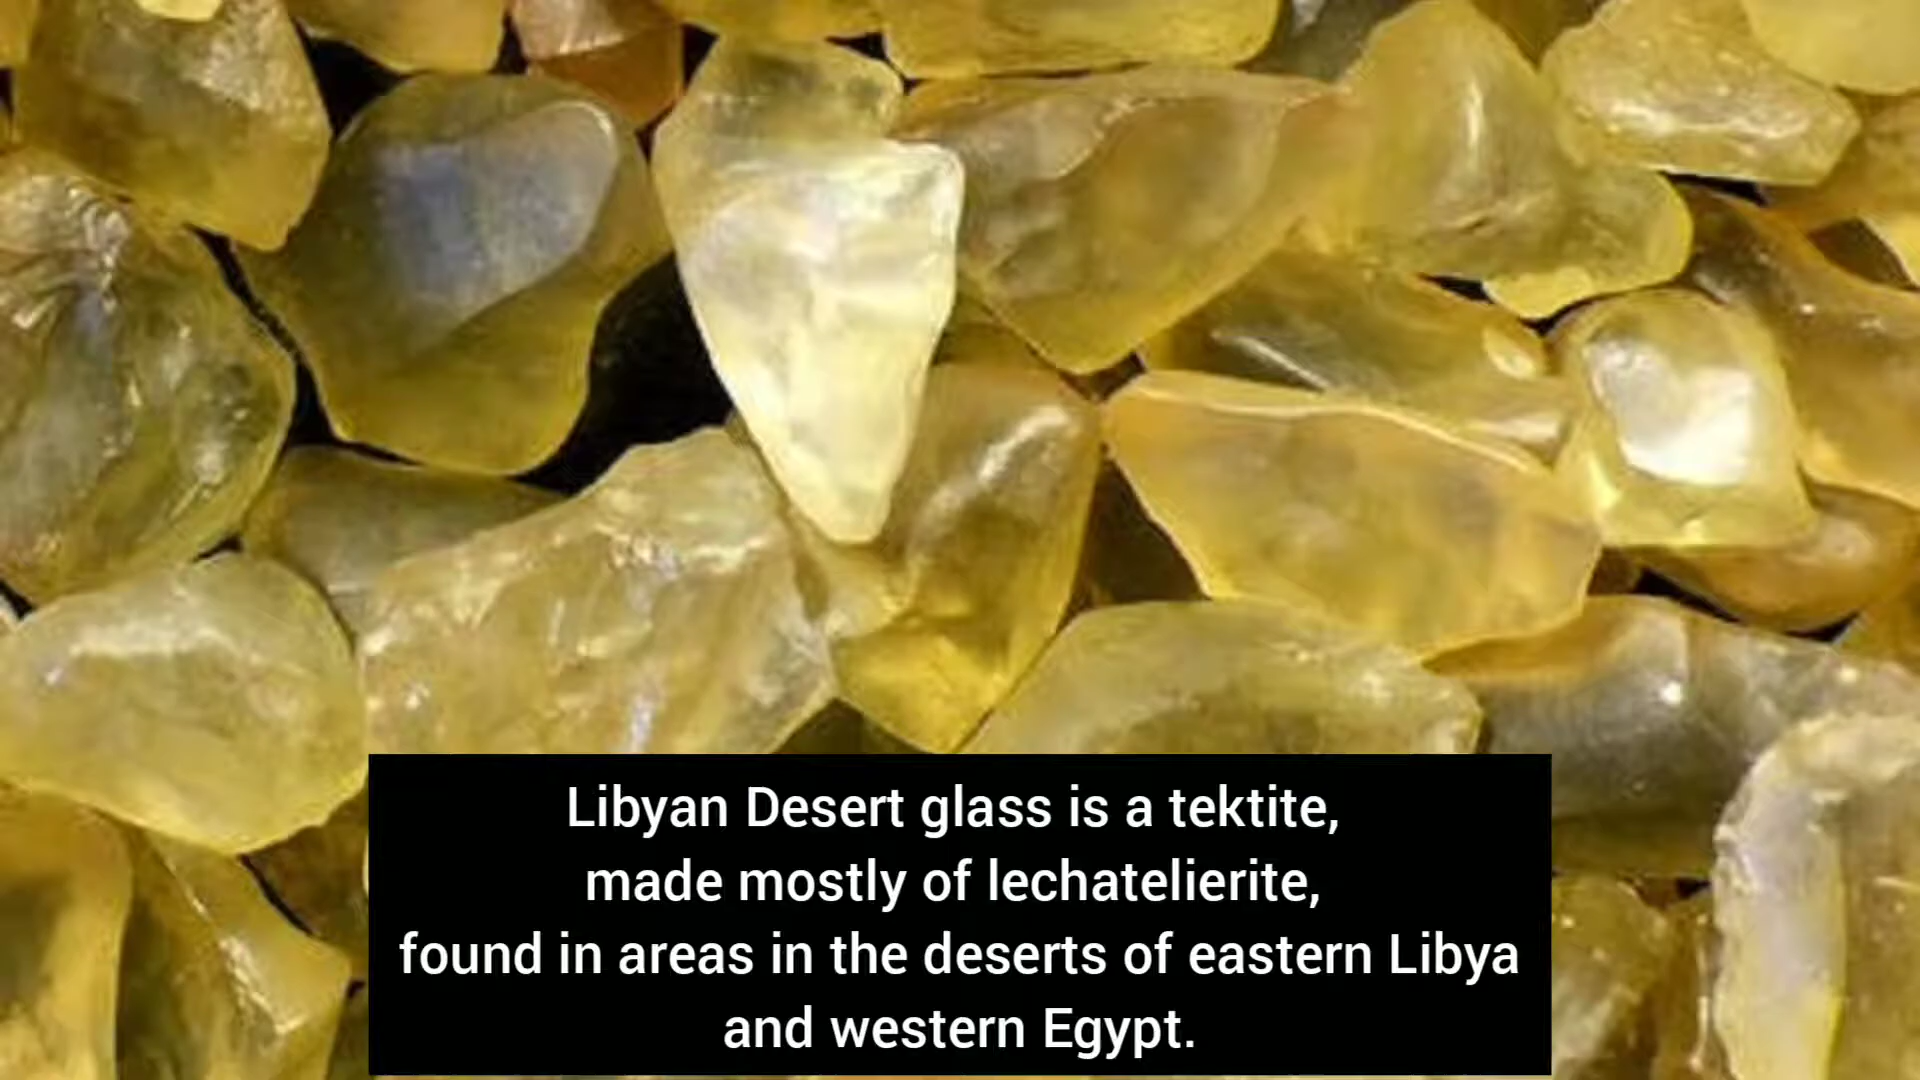 Libyan Desert glass is a tektite,
made mostly of lechatelierite,
found in areas in the deserts of eastern Libya
and western Egypt.